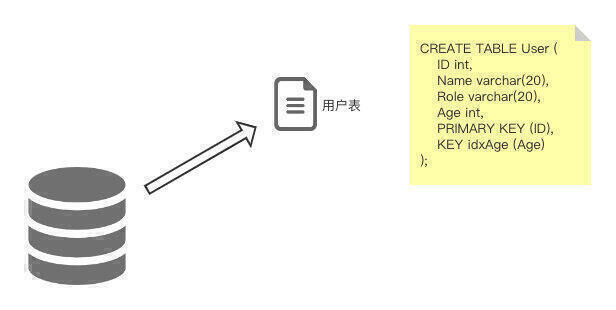 用户表
CREATE TABLE User (
ID int,
Name varchar(20),
Role varchar(20),
Age int,
PRIMARY KEY (ID),
KEY idxAge (Age)
);